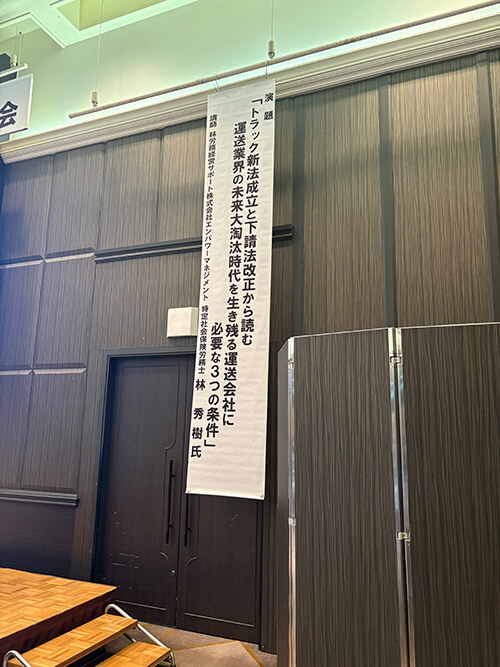 演題
「トラック新法成立と下請法改正から読む
運送業界の未来大淘汰時代を生き残る運送会社に
必要な3つの条件」
講師 林労務経営サポート株式会社エンパワーマネジメント 特定社会保険労務士 林 秀樹氏
会